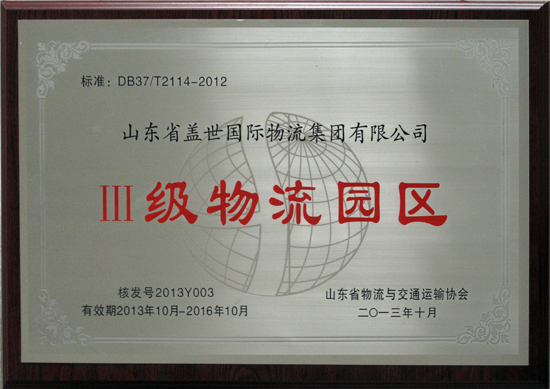 标准：DB37/T2114-2012
山东省盖世国际物流集团有限公司
III级物流园区
核发号2013Y003
有效期2013年10月-2016年10月
山东省物流与交通运输协会
二〇一三年十月